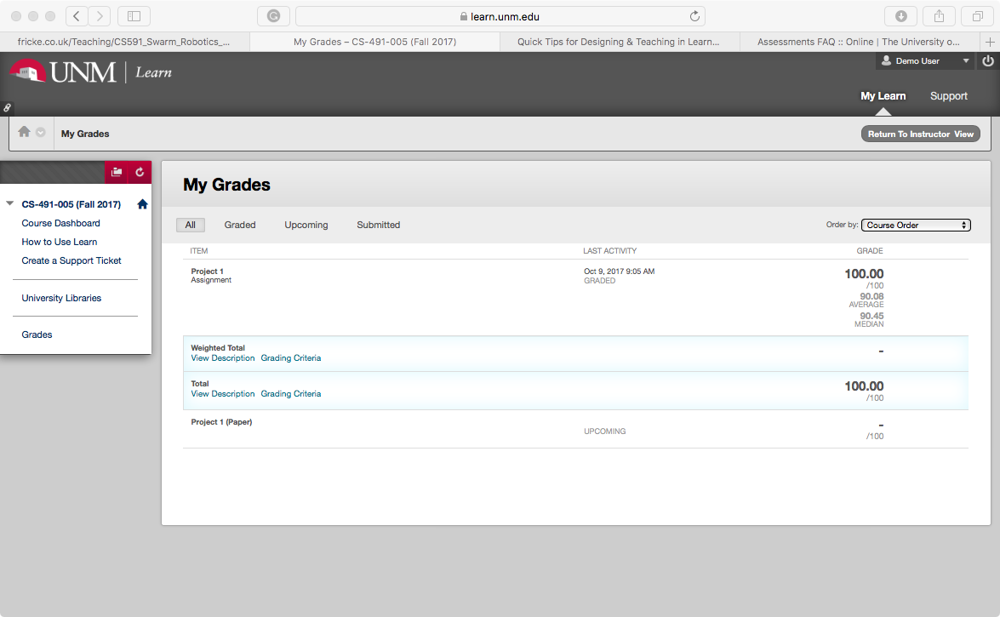 learn.unm.edu
fricke.co.uk/Teaching/CS591_Swarm_Robotics_...
My Grades – CS-491-005 (Fall 2017)
Quick Tips for Designing & Teaching in Learn...
Assessments FAQ :: Online | The University o...
UNM | Learn
Demo User
My Learn
Support
My Grades
Return To Instructor View
CS-491-005 (Fall 2017)
Course Dashboard
How to Use Learn
Create a Support Ticket
University Libraries
Grades
My Grades
All
Graded
Upcoming
Submitted
Order by:
Course Order
ITEM
LAST ACTIVITY
GRADE
Project 1
Assignment
Oct 9, 2017 9:05 AM
GRADED
100.00
/100
90.08
AVERAGE
90.45
MEDIAN
Weighted Total
View Description
Grading Criteria
-
Total
View Description
Grading Criteria
100.00
/100
Project 1 (Paper)
UPCOMING
-
/100